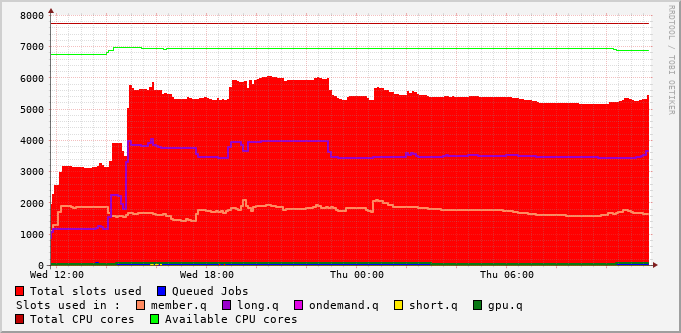 8000
7000
6000
5000
4000
3000
2000
1000
0
Wed 12:00 Wed 18:00 Thu 00:00 Thu 06:00
RRDTOOL / TOBI OETIKER
Total slots used Queued Jobs
Slots used in : member.q long.q ondemand.q short.q gpu.q
Total CPU cores Available CPU cores